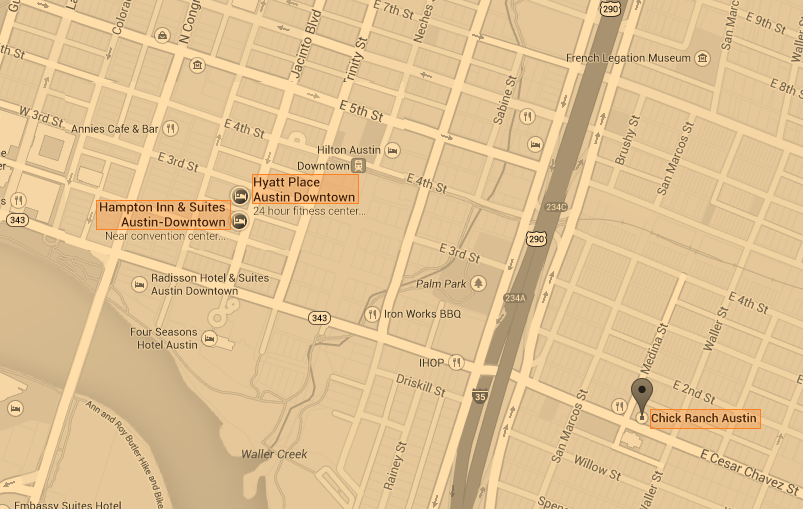 290
E 7th St
Neches
San Marcos
E 9th St
Waller St
Colorado
N Cong
Jacinto Blvd
Trinity St
French Legation Museum
E 8th St
Sabine St
W 3rd St
E 5th St
Annies Cafe & Bar
E 4th St
Brushy St
San Marcos St
Hilton Austin
Downtown
E 3rd St
E 4th St
Hyatt Place
Austin Downtown
24 hour fitness center...
Hampton Inn & Suites
Austin-Downtown
Near convention center...
343
234C
290
E 3rd St
Radisson Hotel & Suites
Austin Downtown
Palm Park
234A
E 4th St
343
Iron Works BBQ
Four Seasons
Hotel Austin
Medina St
Waller St
IHOP
Driskill St
35
E 2nd St
San Marcos St
Chick Ranch Austin
Ann and Roy Butler Hike and Bike
Waller Creek
Rainey St
E Cesar Chavez St
Willow St
Waller St
Spen
Embassy Suites Hotel